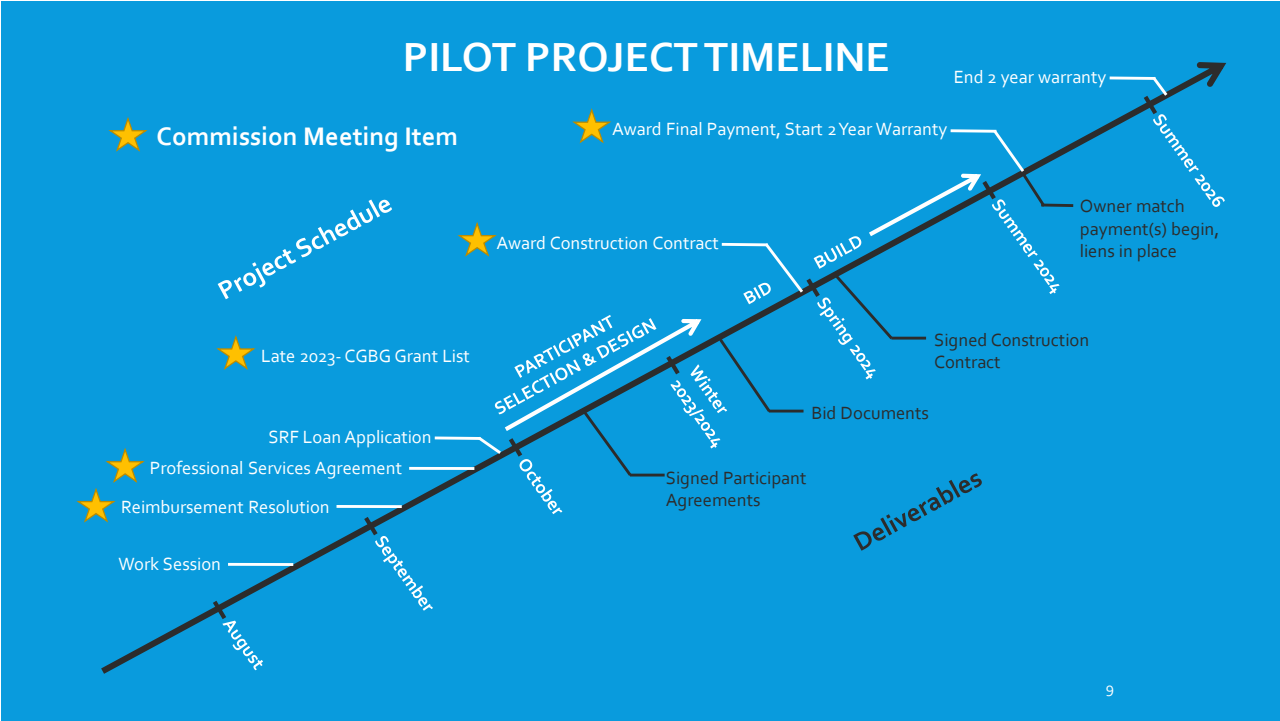 PILOT PROJECT TIMELINE
End 2 year warranty
Commission Meeting Item
Award Final Payment, Start 2 Year Warranty
Summer 2026
Project Schedule
Owner match
payment(s) begin,
liens in place
Award Construction Contract
BUILD
Summer 2024
BID
PARTICIPANT
SELECTION & DESIGN
Spring 2024
Signed Construction
Contract
Late 2023- CGBG Grant List
Winter
2023/2024
Bid Documents
SRF Loan Application
Professional Services Agreement
October
Signed Participant
Agreements
Reimbursement Resolution
Deliverables
Work Session
September
August
9